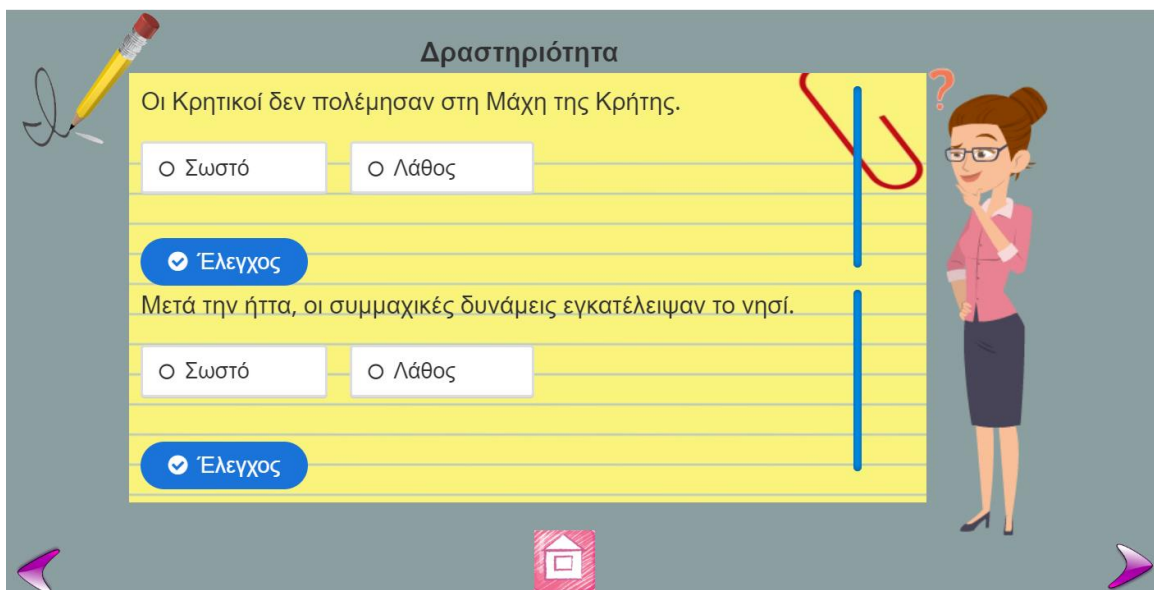 Δραστηριότητα
Οι Κρητικοί δεν πολέμησαν στη Μάχη της Κρήτης.
Σωστό
Λάθος
Έλεγχος
Μετά την ήττα, οι συμμαχικές δυνάμεις εγκατέλειψαν το νησί.
Σωστό
Λάθος
Έλεγχος
?